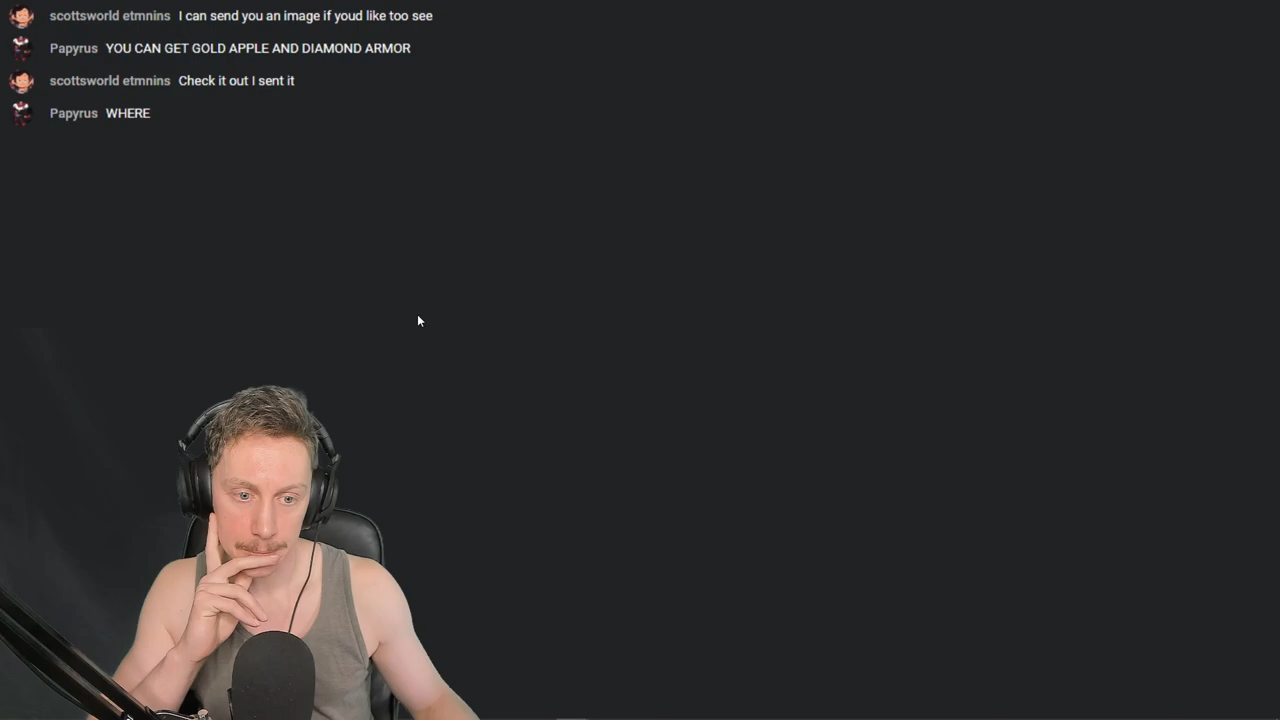 scottsworld etmnins I can send you an image if youd like too see
Papyrus YOU CAN GET GOLD APPLE AND DIAMOND ARMOR
scottsworld etmnins Check it out I sent it
Papyrus WHERE